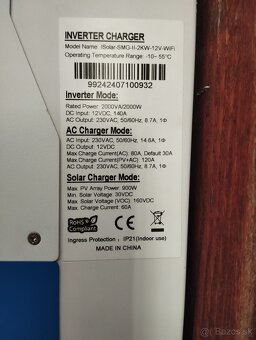 INVERTER CHARGER
Model Name: ISolar-SMG-II-2KW-12V-WiFi
Operating Temperature Range: -10~ 55°C
99242407100932
Inverter Mode:
Rated Power: 2000VA/2000W
DC Input: 12VDC, 140A
AC Output: 230VAC, 50/60Hz, 8.7A, 1Φ
AC Charger Mode:
AC Input: 230VAC, 50/60Hz, 14.6A, 1Φ
DC Output: 12VDC
Max Charge Current(AC) 80A, Default 30A
Max Charge Current(PV+AC) 120A
AC Output: 230VAC, 50/60Hz, 8.7A, 1Φ
Solar Charger Mode:
Max. PV Array Power: 900W
Min. Solar Voltage: 30VDC
Max. Solar Voltage (VOC) 160VDC
Max. Charge Current: 60A
RoHS
Compliant
CE
Ingress Protection : IP21(Indoor use)
MADE IN CHINA
Bazos.sk